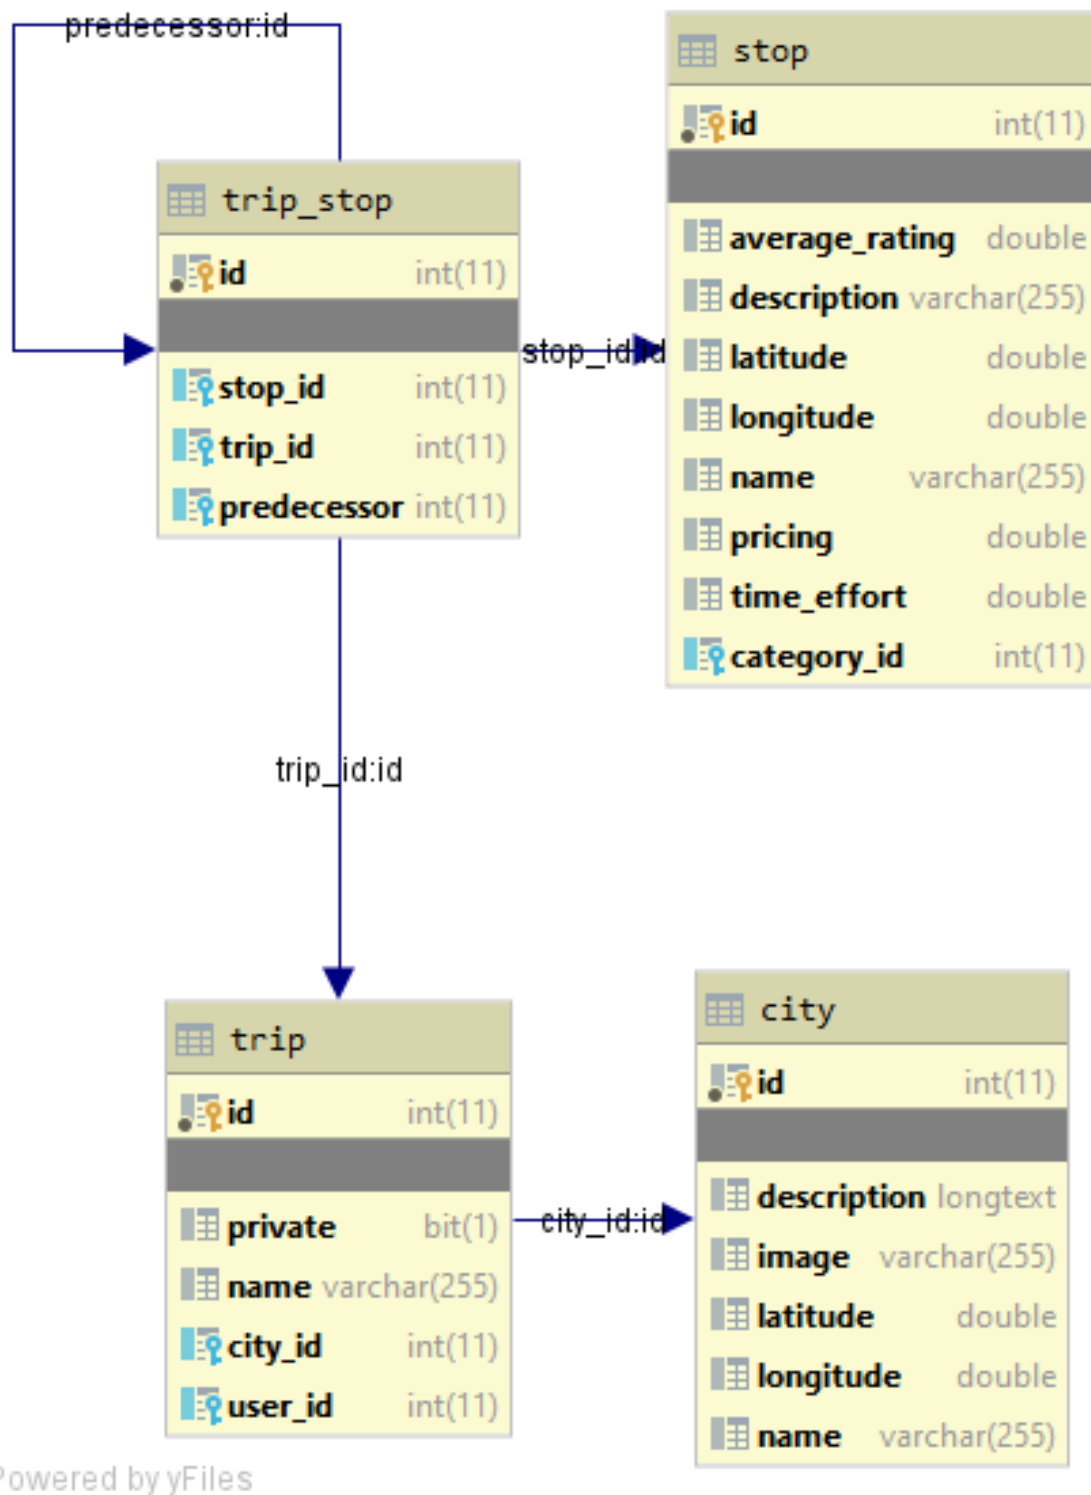 predecessor:id
trip_stop
id int(11)
stop_id int(11)
trip_id int(11)
predecessor int(11)
stop_id:id
stop
id int(11)
average_rating double
description varchar(255)
latitude double
longitude double
name varchar(255)
pricing double
time_effort double
category_id int(11)
trip_id:id
trip
id int(11)
private bit(1)
name varchar(255)
city_id int(11)
user_id int(11)
city_id:id
city
id int(11)
description longtext
image varchar(255)
latitude double
longitude double
name varchar(255)
Powered by yFiles